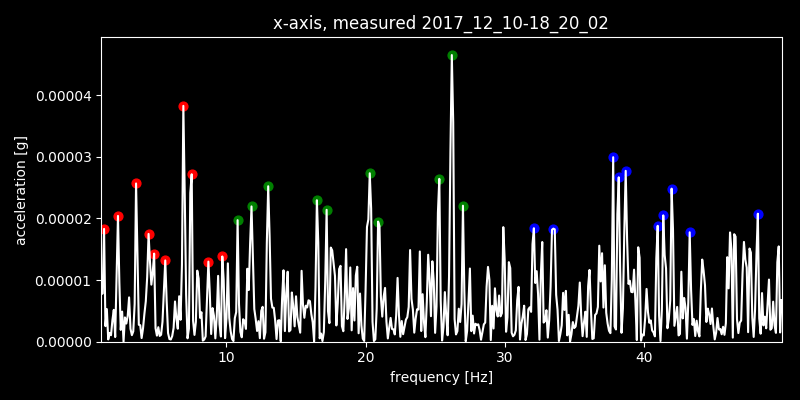 x-axis, measured 2017_12_10-18_20_02
acceleration [g]
0.00004
0.00003
0.00002
0.00001
0.00000
10 20 30 40
frequency [Hz]